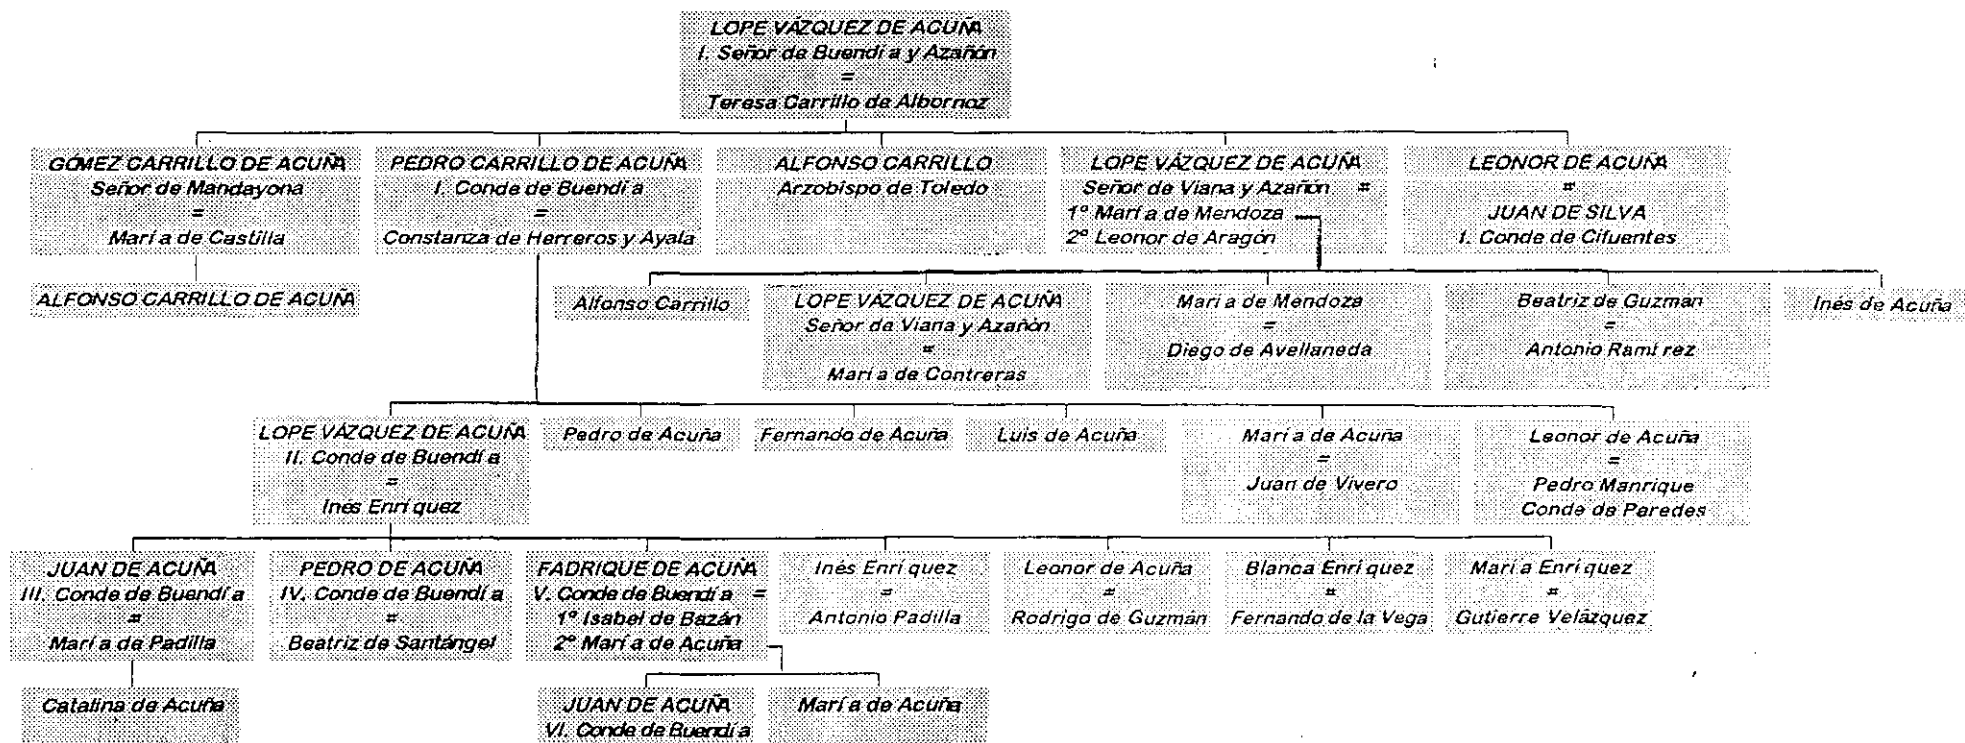 LOPE VÁZQUEZ DE ACUÑA
I. Señor de Buendía y Azañón
=
Teresa Carrillo de Albornoz
GOMEZ CARRILLO DE ACUÑA
Señor de Mandayona
=
María de Castilla
PEDRO CARRILLO DE ACUÑA
I. Conde de Buendía
=
Constanza de Herreros y Ayala
ALFONSO CARRILLO
Arzobispo de Toledo
LOPE VÁZQUEZ DE ACUÑA
Señor de Viana y Azañón =
1º María de Mendoza
2º Leonor de Aragón
LEONOR DE ACUÑA
=
JUAN DE SILVA
I. Conde de Cifuentes
ALFONSO CARRILLO DE ACUÑA
Alfonso Carrillo
LOPE VÁZQUEZ DE ACUÑA
Señor de Viana y Azañón
=
María de Contreras
María de Mendoza
=
Diego de Avellaneda
Beatriz de Guzman
=
Antonio Ramírez
Inés de Acuña
LOPE VÁZQUEZ DE ACUÑA
II. Conde de Buendía
=
Inés Enríquez
Pedro de Acuña
Fernando de Acuña
Luis de Acuña
María de Acuña
=
Juan de Vivero
Leonor de Acuña
=
Pedro Manrique
Conde de Paredes
JUAN DE ACUÑA
III. Conde de Buendía
=
María de Padilla
PEDRO DE ACUÑA
IV. Conde de Buendía
=
Beatriz de Santángel
FADRIQUE DE ACUÑA
V. Conde de Buendía =
1º Isabel de Bazán
2º María de Acuña
Inés Enríquez
=
Antonio Padilla
Leonor de Acuña
=
Rodrigo de Guzmán
Blanca Enríquez
=
Fernando de la Vega
María Enríquez
=
Gutierre Velázquez
Catalina de Acuña
JUAN DE ACUÑA
VI. Conde de Buendía
María de Acuña